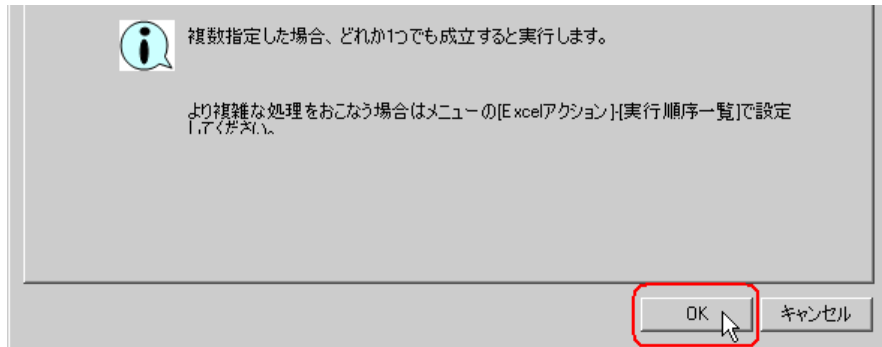 複数指定した場合、どれか1つでも成立すると実行します。
より複雑な処理をおこなう場合はメニューの[Excelアクション]-[実行順序一覧]で設定
してください。
OK
キャンセル